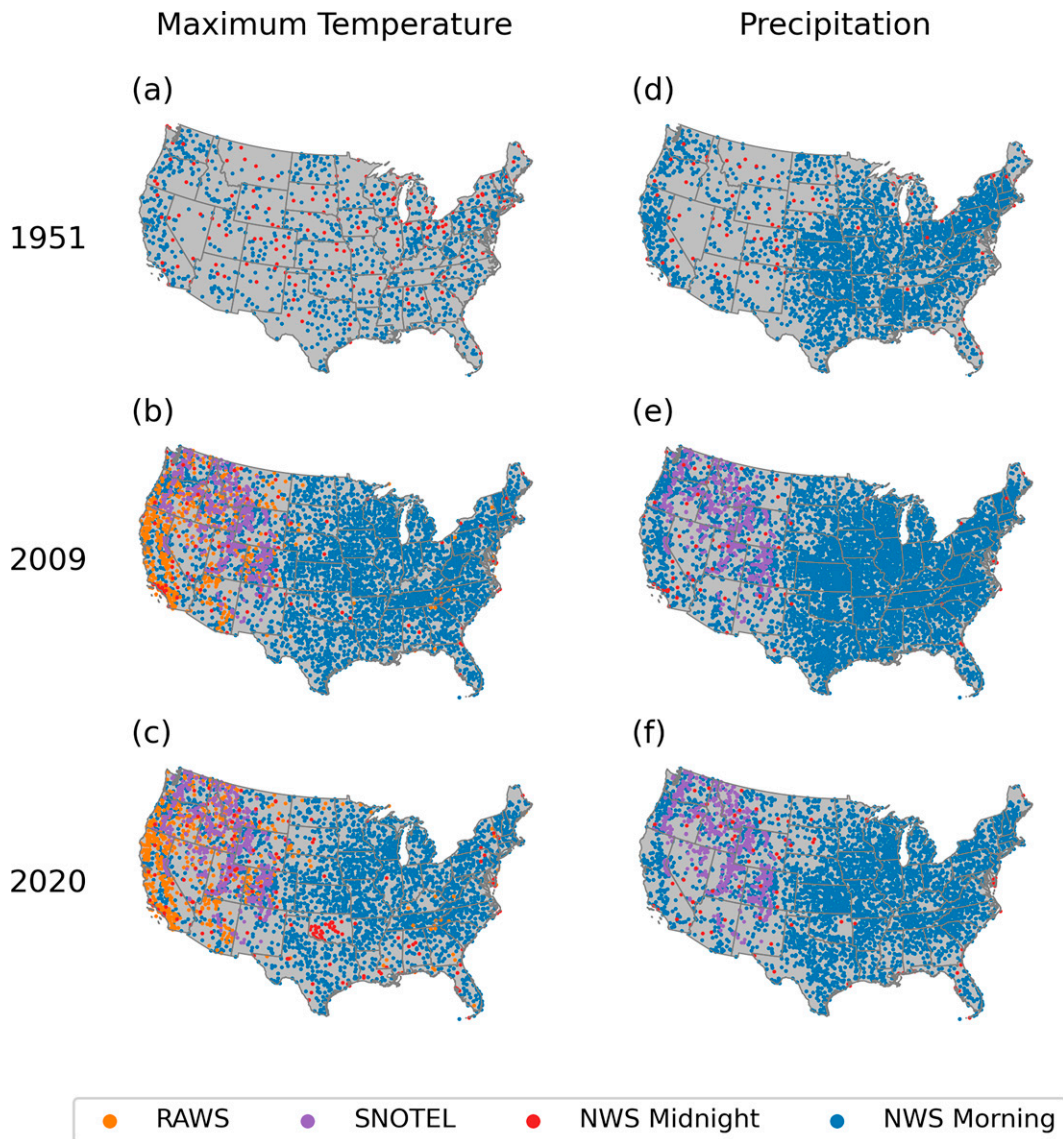 Maximum Temperature Precipitation
(a) (d)
1951
(b) (e)
2009
(c) (f)
2020
RAWS SNOTEL NWS Midnight NWS Morning